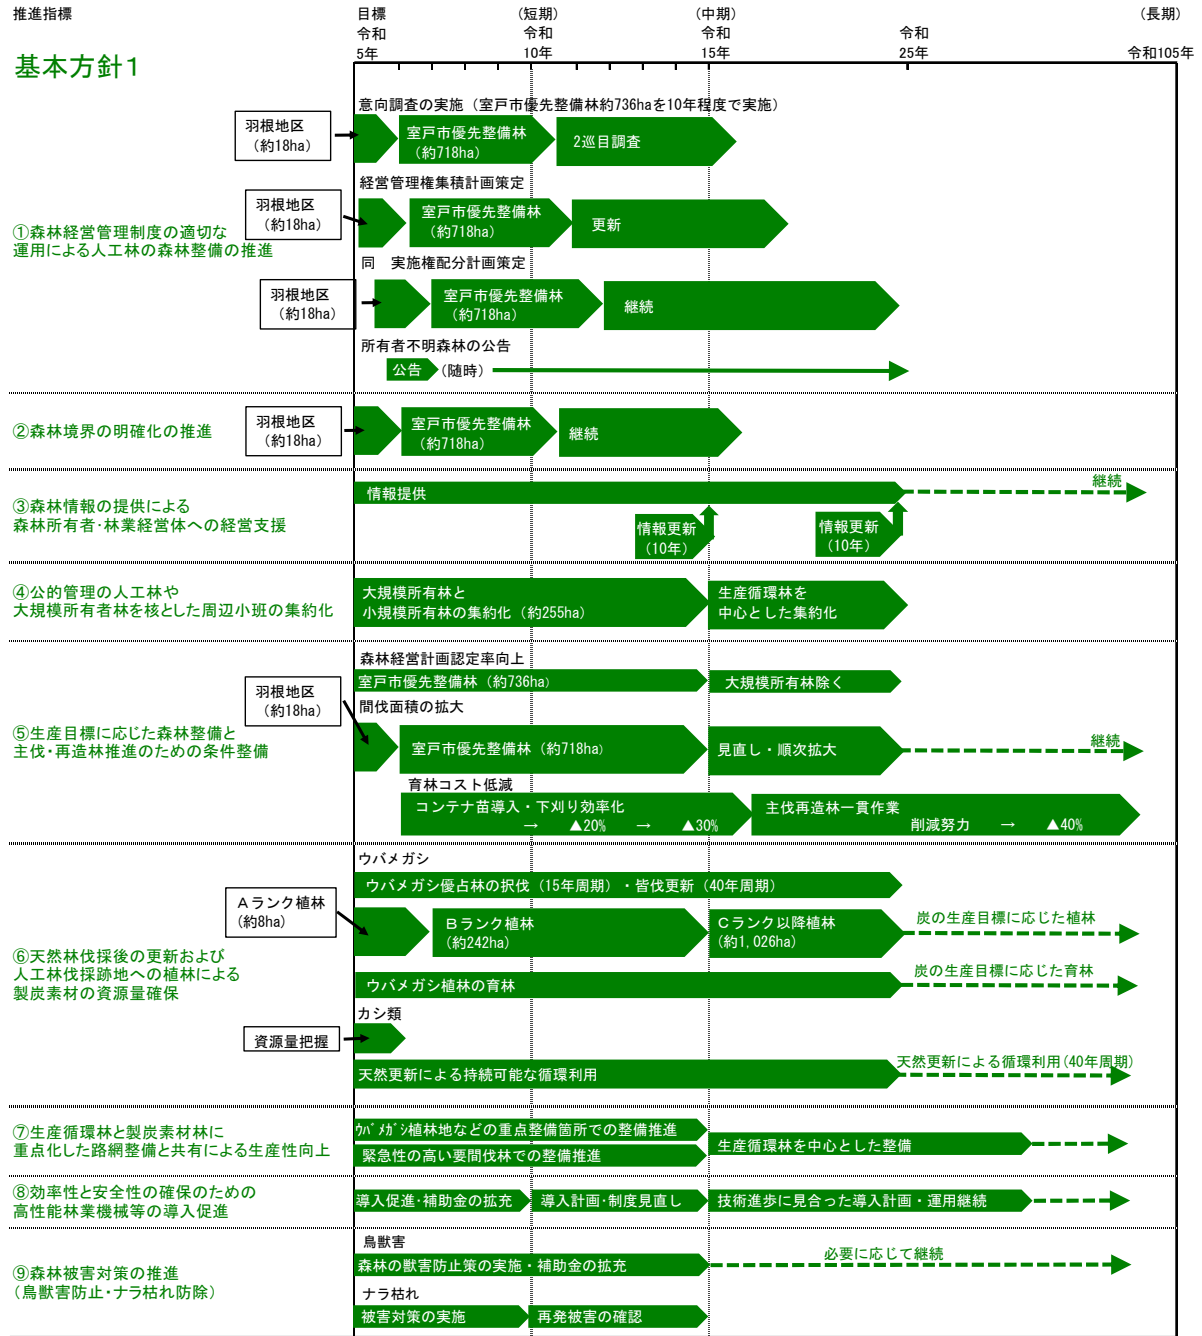 推進指標
目標
(短期)
(中期)
(長期)
令和
5年
令和
10年
令和
15年
令和
25年
令和105年
基本方針1
意向調査の実施（室戸市優先整備林約736haを10年程度で実施）
羽根地区
（約18ha）
室戸市優先整備林
（約718ha）
2巡目調査
経営管理権集積計画策定
羽根地区
（約18ha）
室戸市優先整備林
（約718ha）
更新
①森林経営管理制度の適切な
運用による人工林の森林整備の推進
同　実施権配分計画策定
羽根地区
（約18ha）
室戸市優先整備林
（約718ha）
継続
所有者不明森林の公告
公告
（随時）
②森林境界の明確化の推進
羽根地区
（約18ha）
室戸市優先整備林
（約718ha）
継続
③森林情報の提供による
森林所有者・林業経営体への経営支援
情報提供
継続
情報更新
（10年）
情報更新
（10年）
④公的管理の人工林や
大規模所有者林を核とした周辺小班の集約化
大規模所有林と
小規模所有林の集約化（約255ha）
生産循環林を
中心とした集約化
森林経営計画認定率向上
室戸市優先整備林（約736ha）
大規模所有林除く
羽根地区
（約18ha）
間伐面積の拡大
⑤生産目標に応じた森林整備と
主伐・再造林推進のための条件整備
室戸市優先整備林（約718ha）
見直し・順次拡大
継続
育林コスト低減
コンテナ苗導入・下刈り効率化
→　▲20%　→　▲30%
主伐再造林一貫作業
削減努力　→　▲40%
ウバメガシ
ウバメガシ優占林の択伐（15年周期）・皆伐更新（40年周期）
Aランク植林
(約8ha)
Bランク植林
(約242ha)
Cランク以降植林
(約1,026ha)
炭の生産目標に応じた植林
⑥天然林伐採後の更新および
人工林伐採跡地への植林による
製炭素材の資源量確保
ウバメガシ植林の育林
炭の生産目標に応じた育林
カシ類
資源量把握
天然更新による持続可能な循環利用
天然更新による循環利用(40年周期)
⑦生産循環林と製炭素材林に
重点化した路網整備と共有による生産性向上
ウバメガシ植林地などの重点整備箇所での整備推進
緊急性の高い要間伐林での整備推進
生産循環林を中心とした整備
⑧効率性と安全性の確保のための
高性能林業機械等の導入促進
導入促進・補助金の拡充
導入計画・制度見直し
技術進歩に見合った導入計画・運用継続
⑨森林被害対策の推進
（鳥獣害防止・ナラ枯れ防除）
鳥獣害
森林の獣害防止策の実施・補助金の拡充
必要に応じて継続
ナラ枯れ
被害対策の実施
再発被害の確認